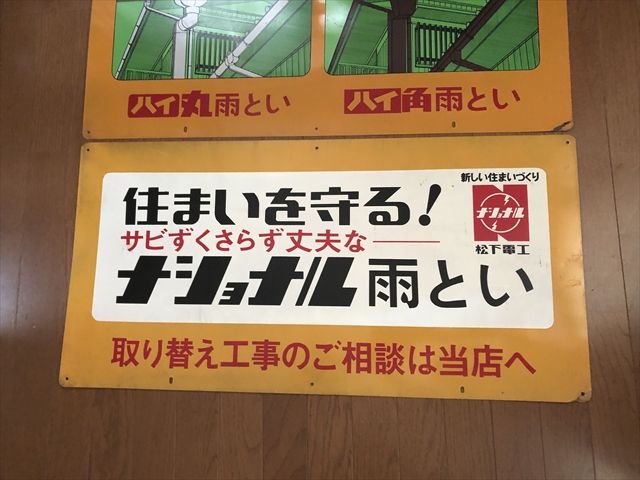 ハイ丸雨とい
ハイ角雨とい
住まいを守る!
サビずくさらず丈夫な
ナショナル雨とい
新しい住まいづくり
ナショナル
松下電工
取り替え工事のご相談は当店へ